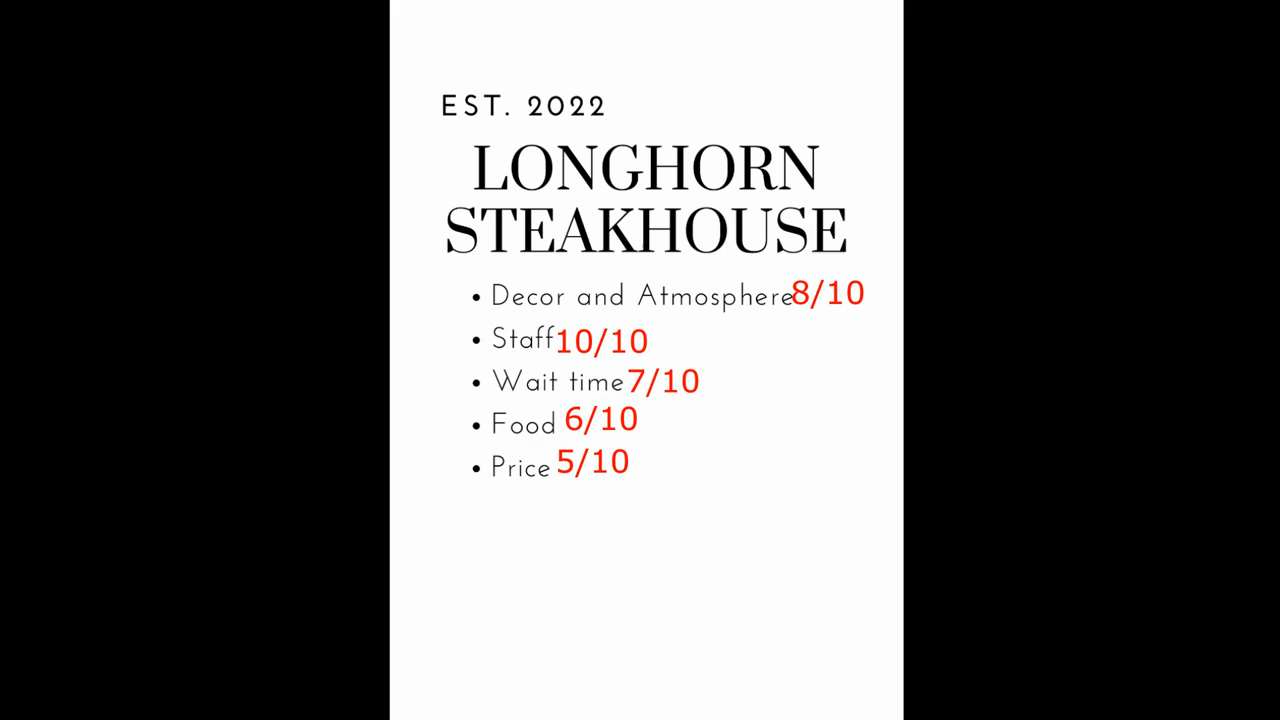 EST. 2022
LONGHORN
STEAKHOUSE
• Decor and Atmosphere 8/10
• Staff 10/10
• Wait time 7/10
• Food 6/10
• Price 5/10